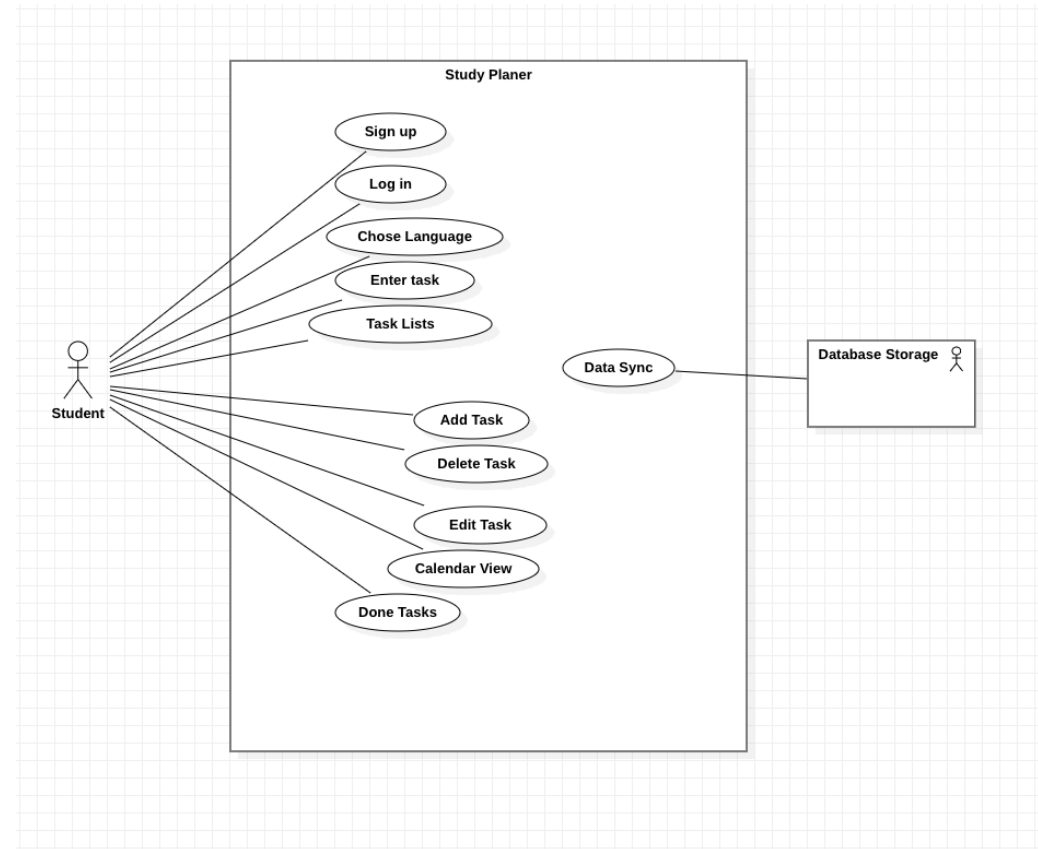 Study Planer
Sign up
Log in
Chose Language
Enter task
Task Lists
Data Sync
Database Storage
Student
Add Task
Delete Task
Edit Task
Calendar View
Done Tasks